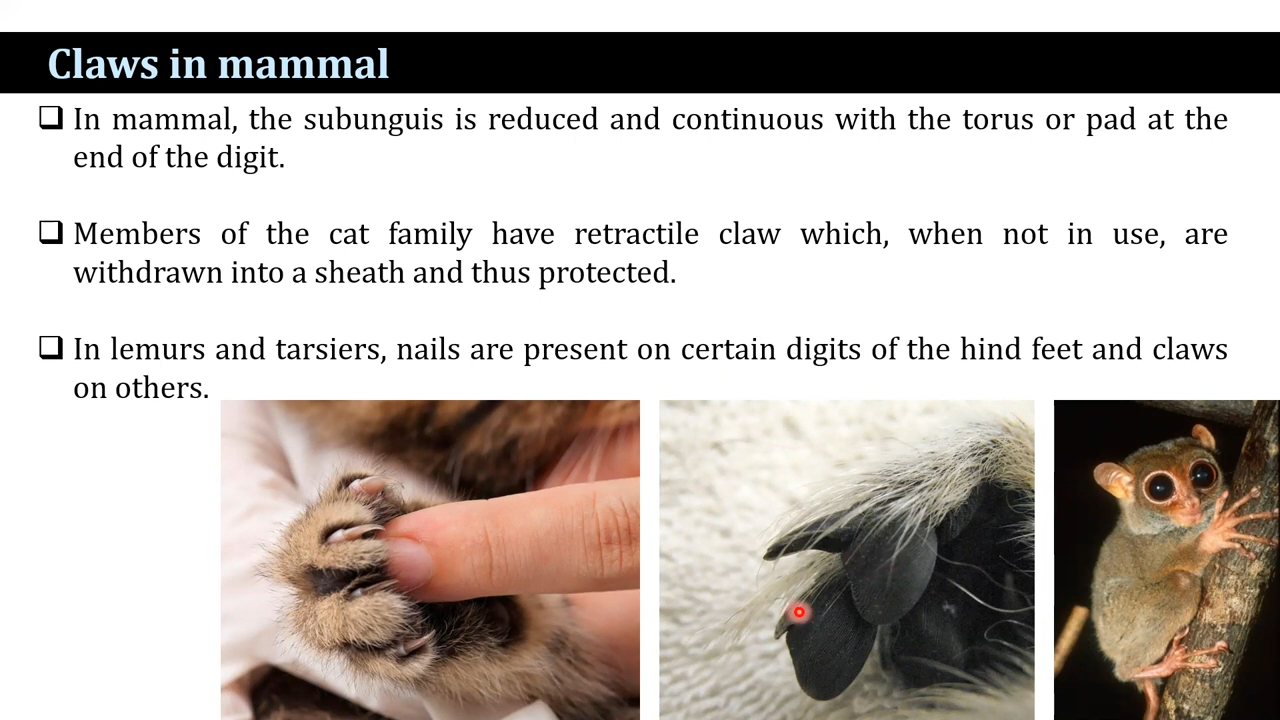 Claws in mammal
In mammal, the subunguis is reduced and continuous with the torus or pad at the
end of the digit.
Members of the cat family have retractile claw which, when not in use, are
withdrawn into a sheath and thus protected.
In lemurs and tarsiers, nails are present on certain digits of the hind feet and claws
on others.